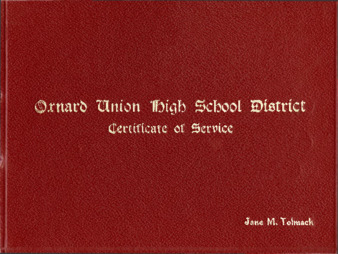 Oxnard Union High School District
Certificate of Service
Jane M. Tolmach